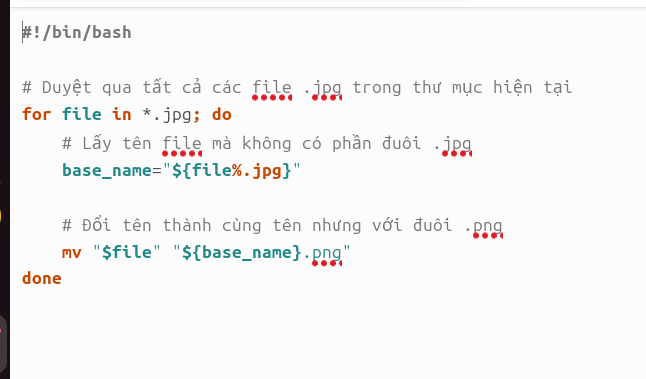 #!/bin/bash
# Duyệt qua tất cả các file .jpg trong thư mục hiện tại
for file in *.jpg; do
# Lấy tên file mà không có phần đuôi .jpg
base_name="${file%.jpg}"
# Đổi tên thành cùng tên nhưng với đuôi .png
mv "$file" "${base_name}.png"
done